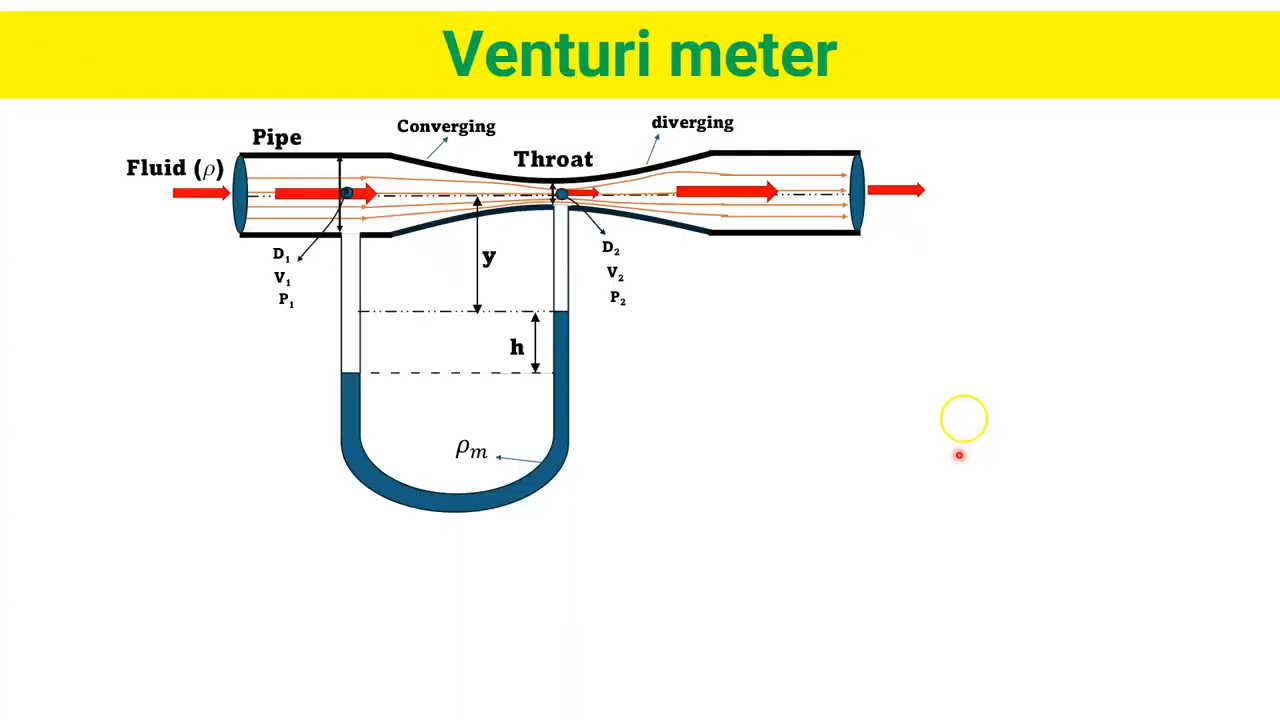 Venturi meter
Converging
diverging
Pipe
Throat
Fluid (ρ)
D₁
V₁
P₁
y
D₂
V₂
P₂
h
ρₘ